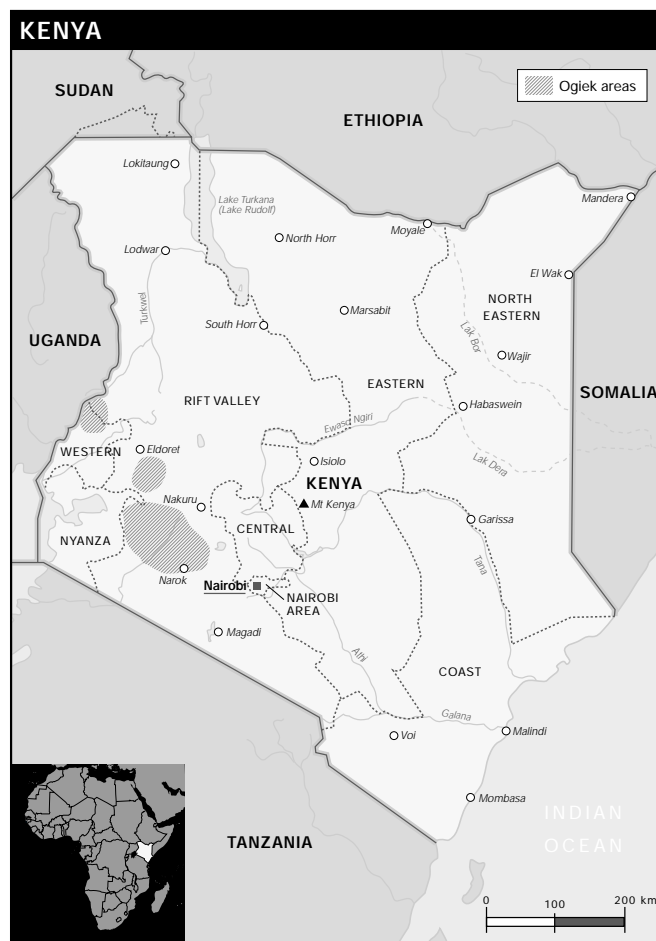 KENYA
SUDAN
Ogiek areas
ETHIOPIA
Lokitaung
Mandera
Lake Turkana
(Lake Rudolf)
Moyale
North Horr
Lodwar
El Wak
Turkwel
NORTH
EASTERN
Marsabit
South Horr
Lak Bor
UGANDA
Wajir
EASTERN
SOMALIA
RIFT VALLEY
Habaswein
Ewaso Ngiri
WESTERN
Eldoret
Isiolo
Lak Dera
KENYA
Nakuru
Mt Kenya
Garissa
CENTRAL
NYANZA
Tana
Narok
Nairobi
NAIROBI
AREA
Magadi
Athi
COAST
Galana
Voi
Malindi
Mombasa
INDIAN
OCEAN
TANZANIA
0 100 200 km